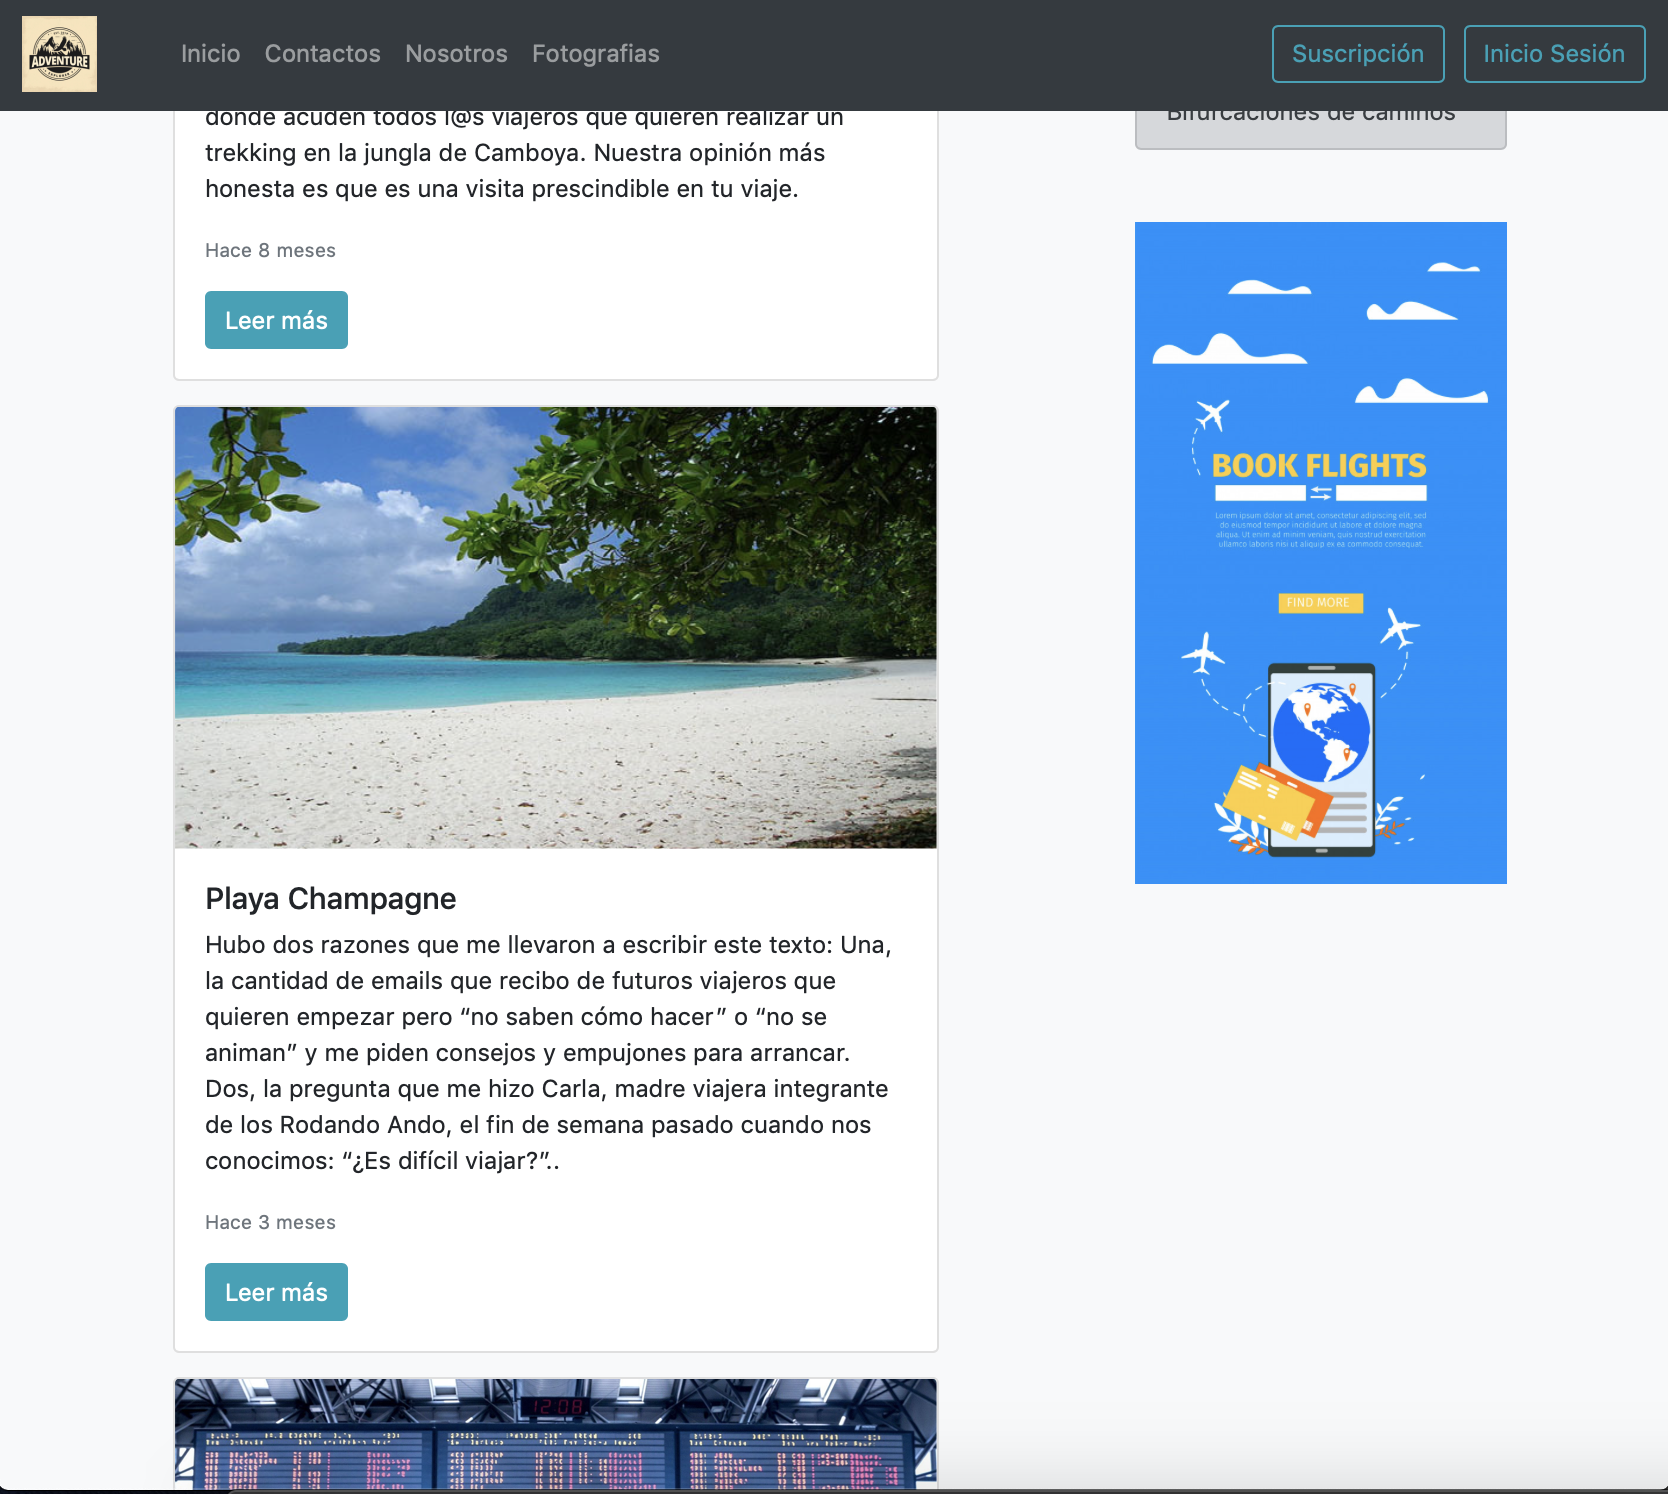 ADVENTURE
Inicio Contactos Nosotros Fotografias
Suscripción Inicio Sesión
donde acuden todos l@s viajeros que quieren realizar un
trekking en la jungla de Camboya. Nuestra opinión más
honesta es que es una visita prescindible en tu viaje.
Hace 8 meses
Leer más
Playa Champagne
Hubo dos razones que me llevaron a escribir este texto: Una,
la cantidad de emails que recibo de futuros viajeros que
quieren empezar pero “no saben cómo hacer” o “no se
animan” y me piden consejos y empujones para arrancar.
Dos, la pregunta que me hizo Carla, madre viajera integrante
de los Rodando Ando, el fin de semana pasado cuando nos
conocimos: “¿Es difícil viajar?”..
Hace 3 meses
Leer más
12:08
Bifurcaciones de caminos
BOOK FLIGHTS
Lorem ipsum dolor sit amet, consectetur adipiscing elit, sed
do eiusmod tempor incididunt ut labore et dolore magna
aliqua. Ut enim ad minim veniam, quis nostrud exercitation
ullamco laboris nisi ut aliquip ex ea commodo consequat.
FIND MORE